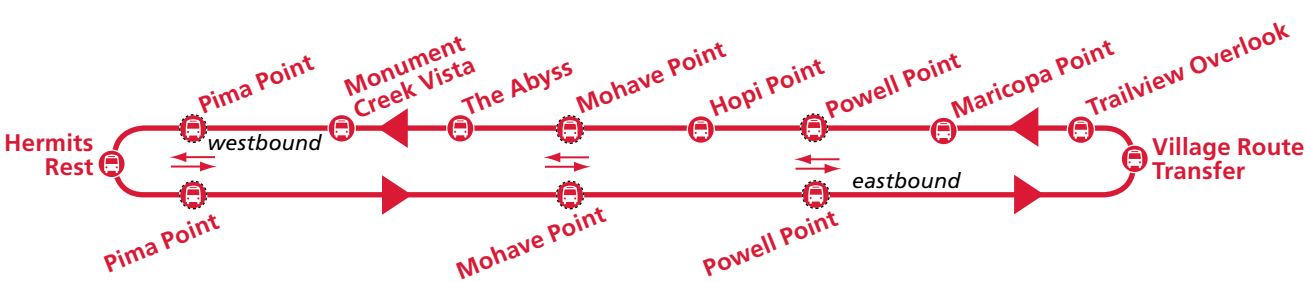 Pima Point
Monument
Creek Vista
The Abyss
Mohave Point
Hopi Point
Powell Point
Maricopa Point
Trailview Overlook
Hermits
Rest
westbound
Village Route
Transfer
eastbound
Pima Point
Mohave Point
Powell Point